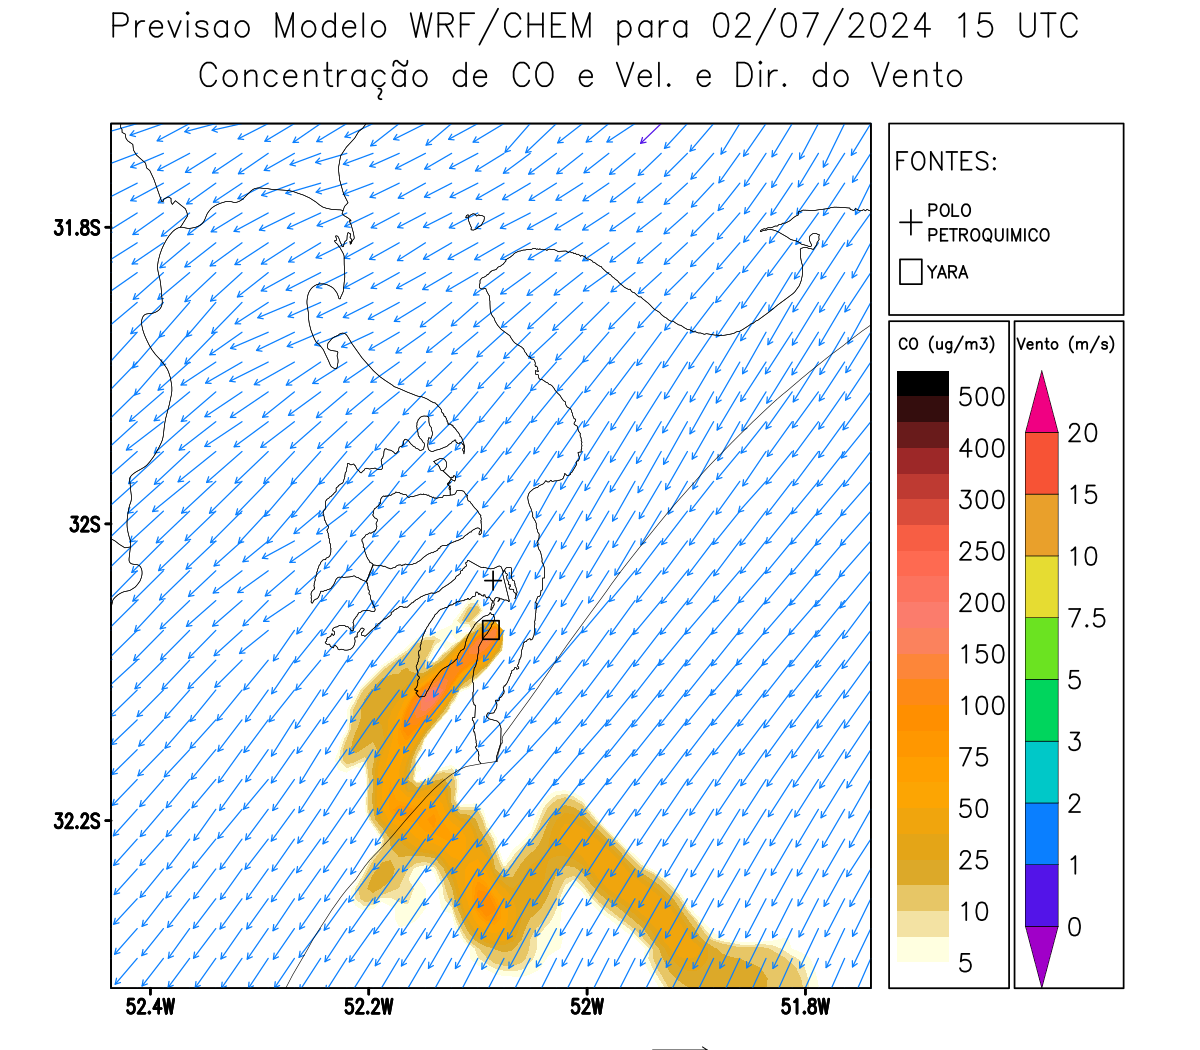 Previsao Modelo WRF/CHEM para 02/07/2024 15 UTC
Concentração de CO e Vel. e Dir. do Vento
FONTES:
POLO
PETROQUIMICO
YARA
CO (ug/m3)
500
400
300
250
200
150
100
75
50
25
10
5
Vento (m/s)
20
15
10
7.5
5
3
2
1
0
31.8S
32S
32.2S
52.4W
52.2W
52W
51.8W